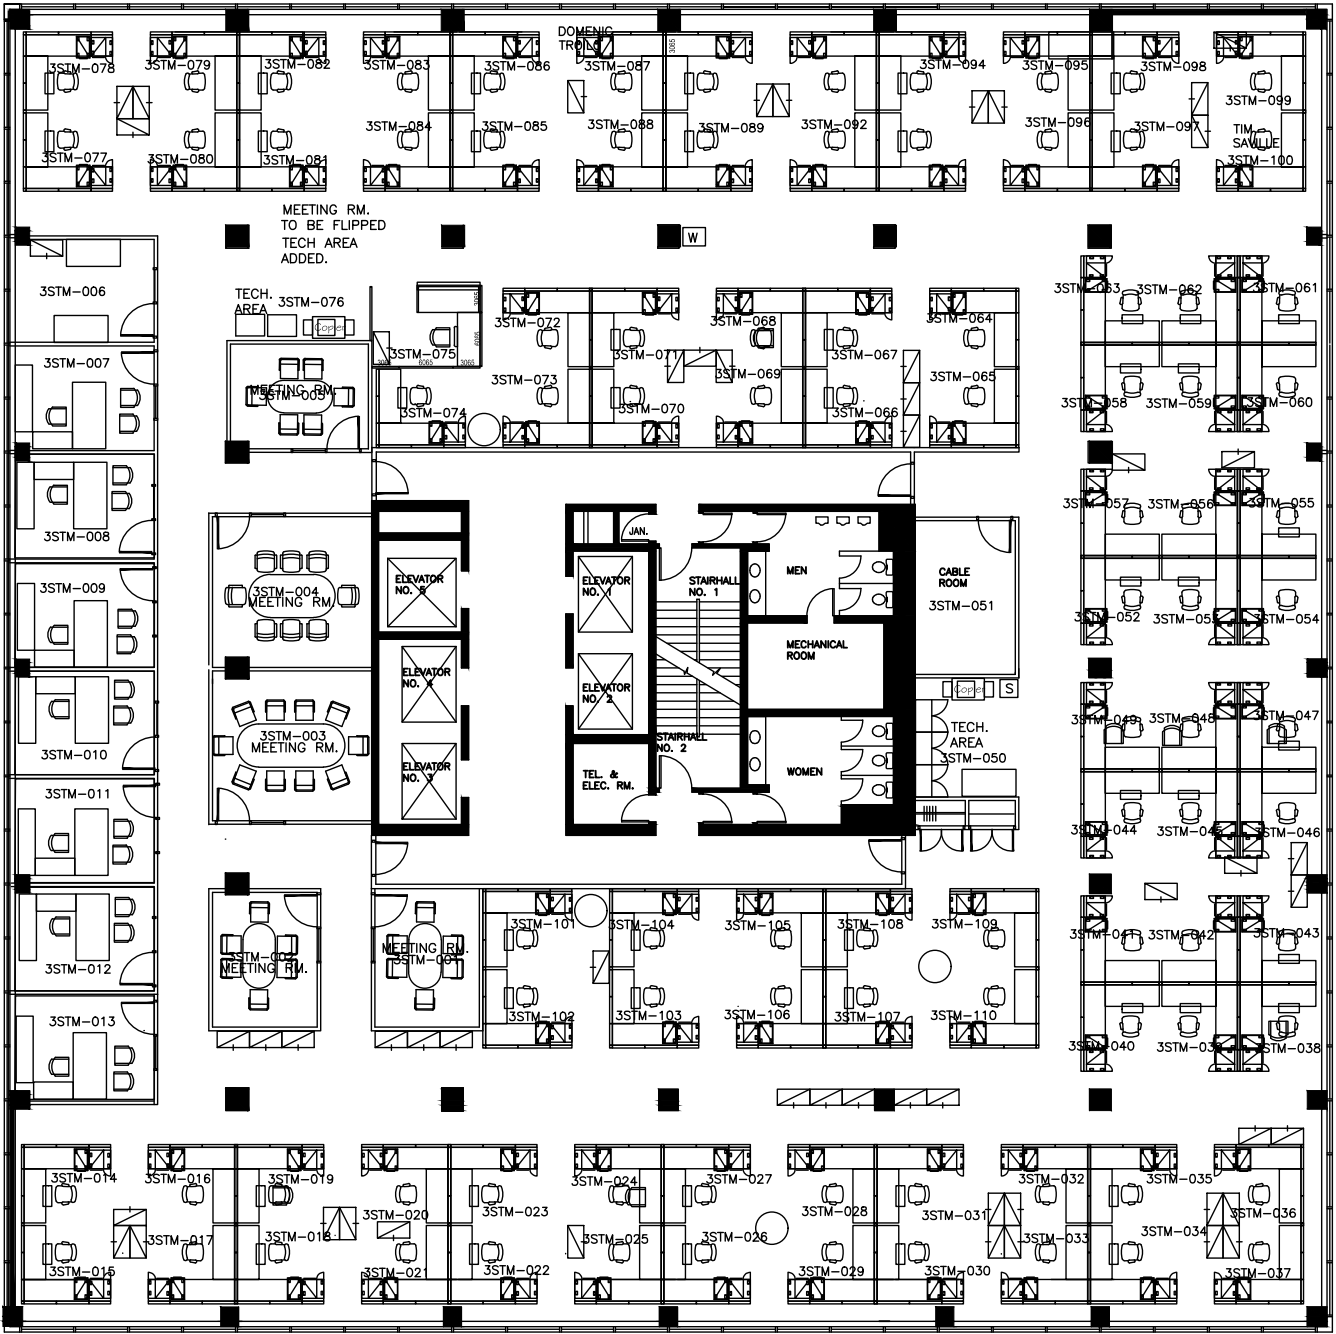 DOMENIC
TROILO
3STM-078
3STM-079
3STM-082
3STM-083
3STM-086
3STM-087
3065
3STM-094
3STM-095
3STM-098
3STM-099
3STM-084
3STM-085
3STM-088
3STM-089
3STM-092
3STM-096
3STM-097
TIM
SAVILLE
3STM-100
3STM-077
3STM-080
3STM-081
MEETING RM.
TO BE FLIPPED
TECH AREA
ADDED.
W
3STM-006
TECH.
AREA
3STM-076
Copier
3STM-063
3STM-062
3STM-061
3STM-007
3STM-075
3065
6065
3065
3065
6065
3STM-072
3STM-071
3STM-068
3STM-067
3STM-064
MEETING RM.
3STM-005
3STM-073
3STM-069
3STM-065
3STM-074
3STM-070
3STM-066
3STM-058
3STM-059
3STM-060
3STM-008
3STM-057
3STM-056
3STM-055
JAN.
3STM-009
3STM-004
MEETING RM.
ELEVATOR
NO. 5
ELEVATOR
NO. 1
STAIRHALL
NO. 1
MEN
CABLE
ROOM
3STM-051
3STM-052
3STM-053
3STM-054
MECHANICAL
ROOM
ELEVATOR
NO. 4
ELEVATOR
NO. 2
Copier
S
3STM-010
3STM-003
MEETING RM.
STAIRHALL
NO. 2
TECH.
AREA
3STM-050
3STM-049
3STM-048
3STM-047
ELEVATOR
NO. 3
TEL. &
ELEC. RM.
WOMEN
3STM-011
3STM-044
3STM-045
3STM-046
3STM-012
3STM-002
MEETING RM.
MEETING RM.
3STM-001
3STM-101
3STM-104
3STM-105
3STM-108
3STM-109
3STM-041
3STM-042
3STM-043
3STM-013
3STM-102
3STM-103
3STM-106
3STM-107
3STM-110
3STM-040
3STM-039
3STM-038
3STM-014
3STM-016
3STM-019
3STM-024
3STM-027
3STM-032
3STM-035
3STM-020
3STM-023
3STM-028
3STM-031
3STM-036
3STM-017
3STM-018
3STM-025
3STM-026
3STM-033
3STM-034
3STM-015
3STM-021
3STM-022
3STM-029
3STM-030
3STM-037